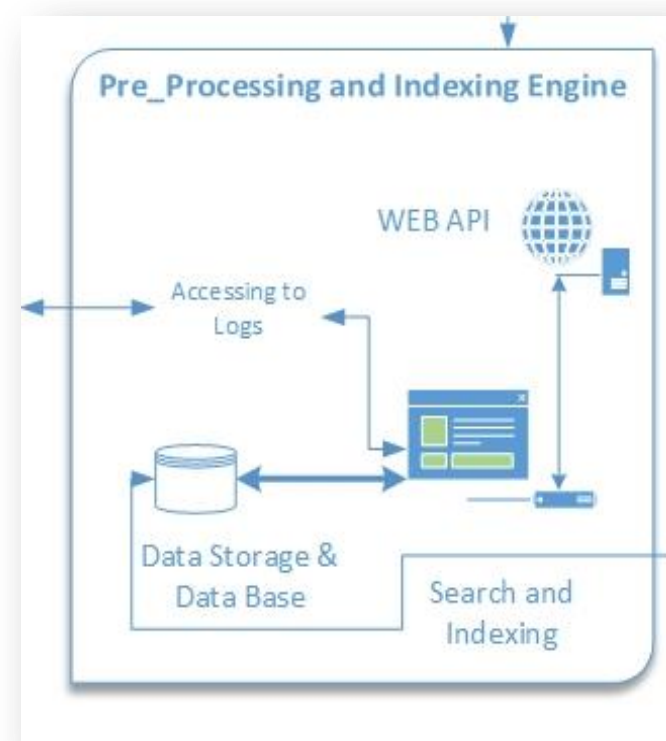 Pre_Processing and Indexing Engine
WEB API
Accessing to
Logs
Data Storage &
Data Base
Search and
Indexing